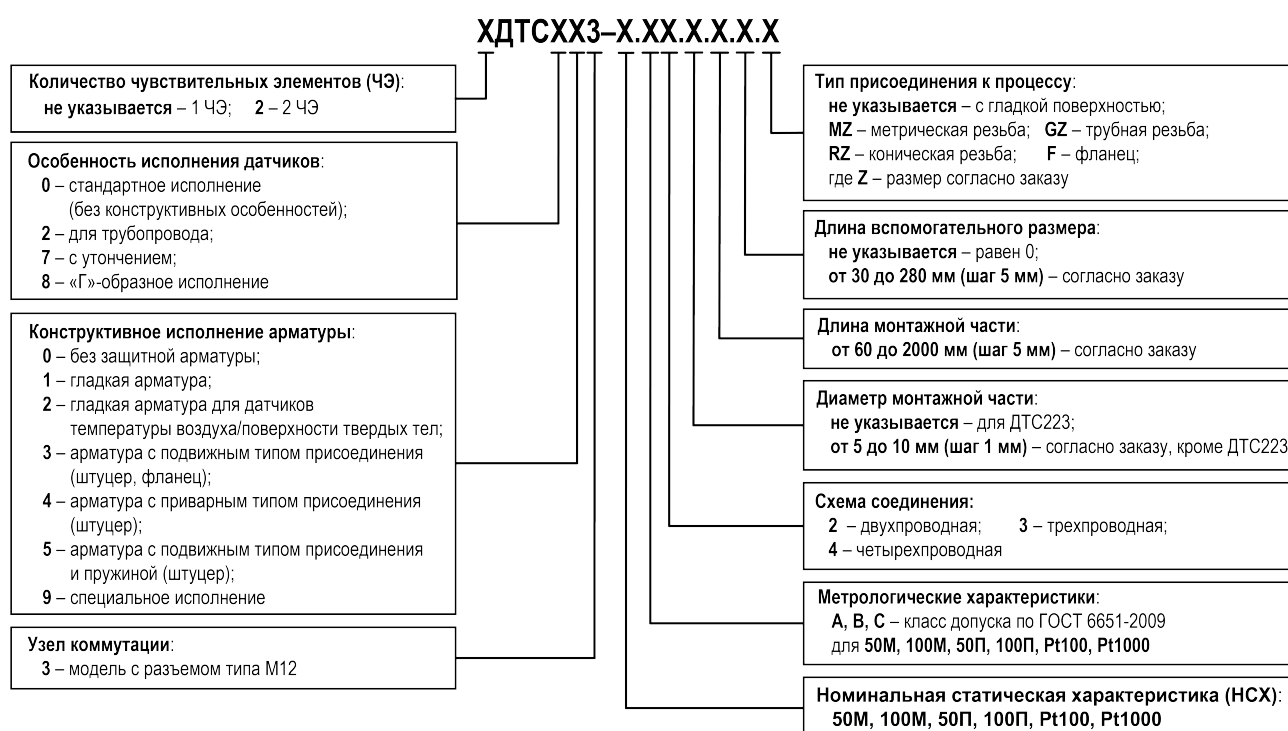 ХДТСХХ3–Х.ХХ.Х.Х.Х.Х
Количество чувствительных элементов (ЧЭ):
не указывается – 1 ЧЭ; 2 – 2 ЧЭ
Особенность исполнения датчиков:
0 – стандартное исполнение
(без конструктивных особенностей);
2 – для трубопровода;
7 – с утончением;
8 – «Г»-образное исполнение
Конструктивное исполнение арматуры:
0 – без защитной арматуры;
1 – гладкая арматура;
2 – гладкая арматура для датчиков
температуры воздуха/поверхности твердых тел;
3 – арматура с подвижным типом присоединения
(штуцер, фланец);
4 – арматура с приварным типом присоединения
(штуцер);
5 – арматура с подвижным типом присоединения
и пружиной (штуцер);
9 – специальное исполнение
Узел коммутации:
3 – модель с разъемом типа М12
Тип присоединения к процессу:
не указывается – с гладкой поверхностью;
MZ – метрическая резьба; GZ – трубная резьба;
RZ – коническая резьба; F – фланец;
где Z – размер согласно заказу
Длина вспомогательного размера:
не указывается – равен 0;
от 30 до 280 мм (шаг 5 мм) – согласно заказу
Длина монтажной части:
от 60 до 2000 мм (шаг 5 мм) – согласно заказу
Диаметр монтажной части:
не указывается – для ДТС223;
от 5 до 10 мм (шаг 1 мм) – согласно заказу, кроме ДТС223
Схема соединения:
2 – двухпроводная; 3 – трехпроводная;
4 – четырехпроводная
Метрологические характеристики:
А, В, С – класс допуска по ГОСТ 6651-2009
для 50М, 100М, 50П, 100П, Pt100, Pt1000
Номинальная статическая характеристика (НСХ):
50М, 100М, 50П, 100П, Pt100, Pt1000